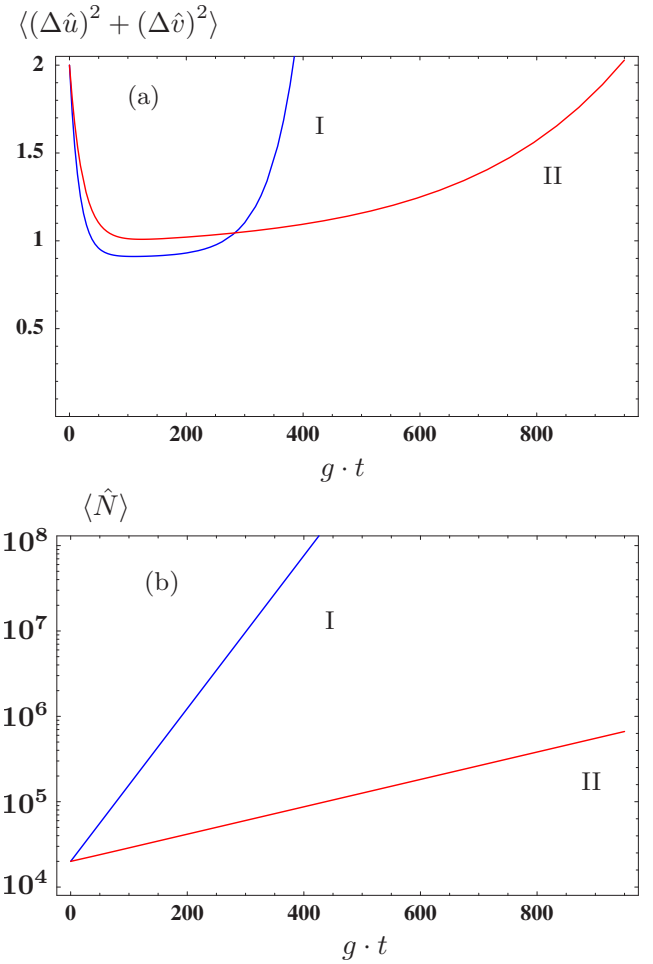 ⟨(Δû)² + (Δv̂)²⟩
2
(a)
I
1.5
II
1
0.5
0 200 400 600 800
g · t
⟨N̂⟩
10⁸
(b)
I
10⁷
10⁶
II
10⁵
10⁴
0 200 400 600 800
g · t